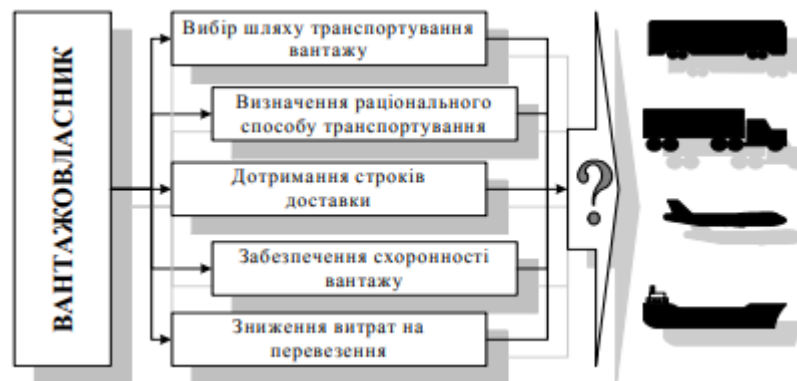 ВАНТАЖОВЛАСНИК
Вибір шляху транспортування
вантажу
Визначення раціонального
способу транспортування
Дотримання строків
доставки
Забезпечення схоронності
вантажу
Зниження витрат на
перевезення
?